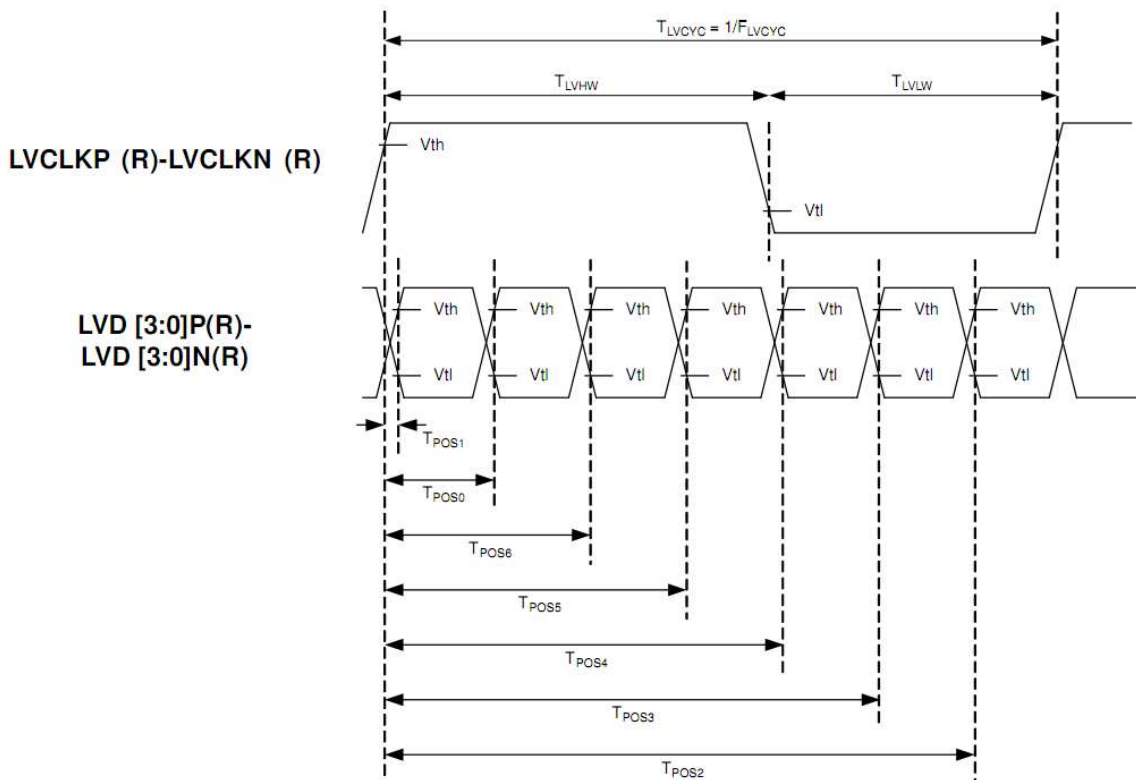 T_LVCYC = 1/F_LVCYC
T_LVHW
T_LVLW
LVCLKP (R)-LVCLKN (R)
Vth
Vtl
LVD [3:0]P(R)-
LVD [3:0]N(R)
Vth Vth Vth Vth Vth Vth Vth
Vtl Vtl Vtl Vtl Vtl Vtl Vtl
T_POS1
T_POS0
T_POS6
T_POS5
T_POS4
T_POS3
T_POS2